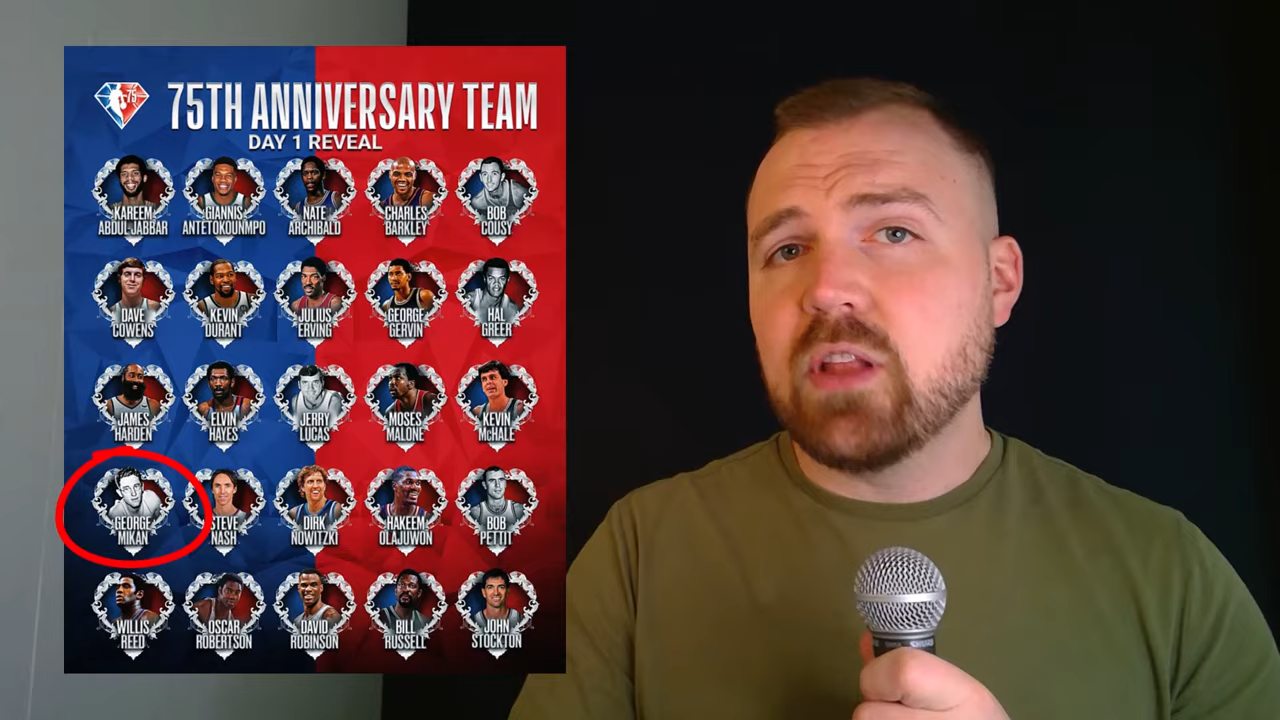 75
75TH ANNIVERSARY TEAM
DAY 1 REVEAL
KAREEM
ABDUL-JABBAR
GIANNIS
ANTETOKOUNMPO
NATE
ARCHIBALD
CHARLES
BARKLEY
BOB
COUSY
DAVE
COWENS
KEVIN
DURANT
JULIUS
ERVING
GEORGE
GERVIN
HAL
GREER
JAMES
HARDEN
ELVIN
HAYES
JERRY
LUCAS
MOSES
MALONE
KEVIN
McHALE
GEORGE
MIKAN
STEVE
NASH
DIRK
NOWITZKI
HAKEEM
OLAJUWON
BOB
PETTIT
WILLIS
REED
OSCAR
ROBERTSON
DAVID
ROBINSON
BILL
RUSSELL
JOHN
STOCKTON